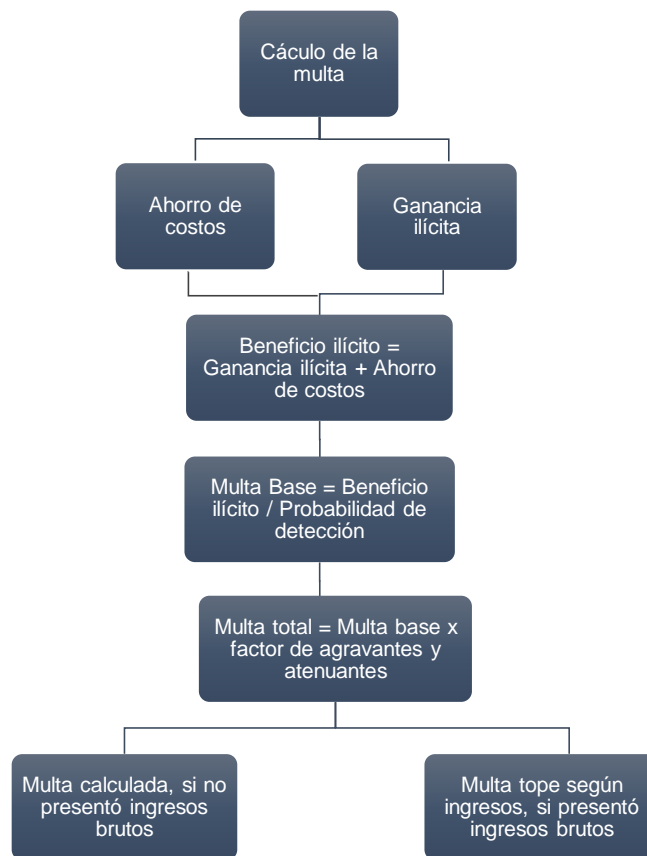 Cáculo de la
multa
Ahorro de
costos
Ganancia
ilícita
Beneficio ilícito =
Ganancia ilícita + Ahorro
de costos
Multa Base = Beneficio
ilícito / Probabilidad de
detección
Multa total = Multa base x
factor de agravantes y
atenuantes
Multa calculada, si no
presentó ingresos
brutos
Multa tope según
ingresos, si presentó
ingresos brutos